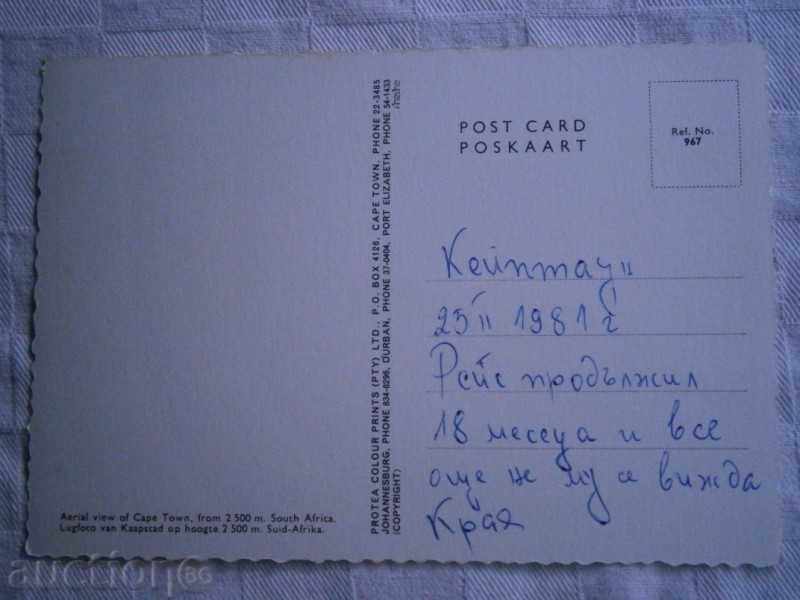 POST CARD
POSKAART
Ref. No.
967
Кейптаун
25/II 1981 г
Рейс продължил
18 месеца и все
още не му се вижда
Края
PROTEA COLOUR PRINTS (PTY) LTD., P.O. BOX 4126, CAPE TOWN, PHONE 22-3485
JOHANNESBURG, PHONE 834-6296, DURBAN, PHONE 37-0404, PORT ELIZABETH, PHONE 54-1433
(COPYRIGHT)
Aerial view of Cape Town, from 2 500 m. South Africa.
Lugfoto van Kaapstad op hoogte 2 500 m. Suid-Afrika.
auction.bg